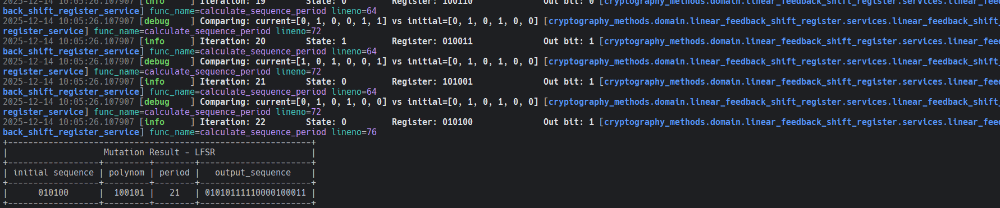 2025-12-14 10:05:26.107907 [info     ] Iteration: 19        State: 0         Register: 100110              Out bit: 0 [cryptography_methods.domain.linear_feedback_shift_register.services.linear_feed
back_shift_register_service] func_name=calculate_sequence_period lineno=64
2025-12-14 10:05:26.107907 [debug    ] Comparing: current=[0, 1, 0, 0, 1, 1] vs initial=[0, 1, 0, 1, 0, 0] [cryptography_methods.domain.linear_feedback_shift_register.services.linear_feedback_shift_
register_service] func_name=calculate_sequence_period lineno=72
2025-12-14 10:05:26.107907 [info     ] Iteration: 20        State: 1         Register: 010011              Out bit: 1 [cryptography_methods.domain.linear_feedback_shift_register.services.linear_feed
back_shift_register_service] func_name=calculate_sequence_period lineno=64
2025-12-14 10:05:26.107907 [debug    ] Comparing: current=[1, 0, 1, 0, 0, 1] vs initial=[0, 1, 0, 1, 0, 0] [cryptography_methods.domain.linear_feedback_shift_register.services.linear_feedback_shift_
register_service] func_name=calculate_sequence_period lineno=72
2025-12-14 10:05:26.107907 [info     ] Iteration: 21        State: 0         Register: 101001              Out bit: 1 [cryptography_methods.domain.linear_feedback_shift_register.services.linear_feed
back_shift_register_service] func_name=calculate_sequence_period lineno=64
2025-12-14 10:05:26.107907 [debug    ] Comparing: current=[0, 1, 0, 1, 0, 0] vs initial=[0, 1, 0, 1, 0, 0] [cryptography_methods.domain.linear_feedback_shift_register.services.linear_feedback_shift_
register_service] func_name=calculate_sequence_period lineno=72
2025-12-14 10:05:26.107907 [info     ] Iteration: 22        State: 0         Register: 010100              Out bit: 1 [cryptography_methods.domain.linear_feedback_shift_register.services.linear_feed
back_shift_register_service] func_name=calculate_sequence_period lineno=76
+------------------------------------------------------------+
|                   Mutation Result - LFSR                   |
+------------------+---------+--------+----------------------+
| initial sequence | polynom | period |   output_sequence    |
+------------------+---------+--------+----------------------+
|      010100      |  100101 |   21   | 01010111110000100011 |
+------------------+---------+--------+----------------------+